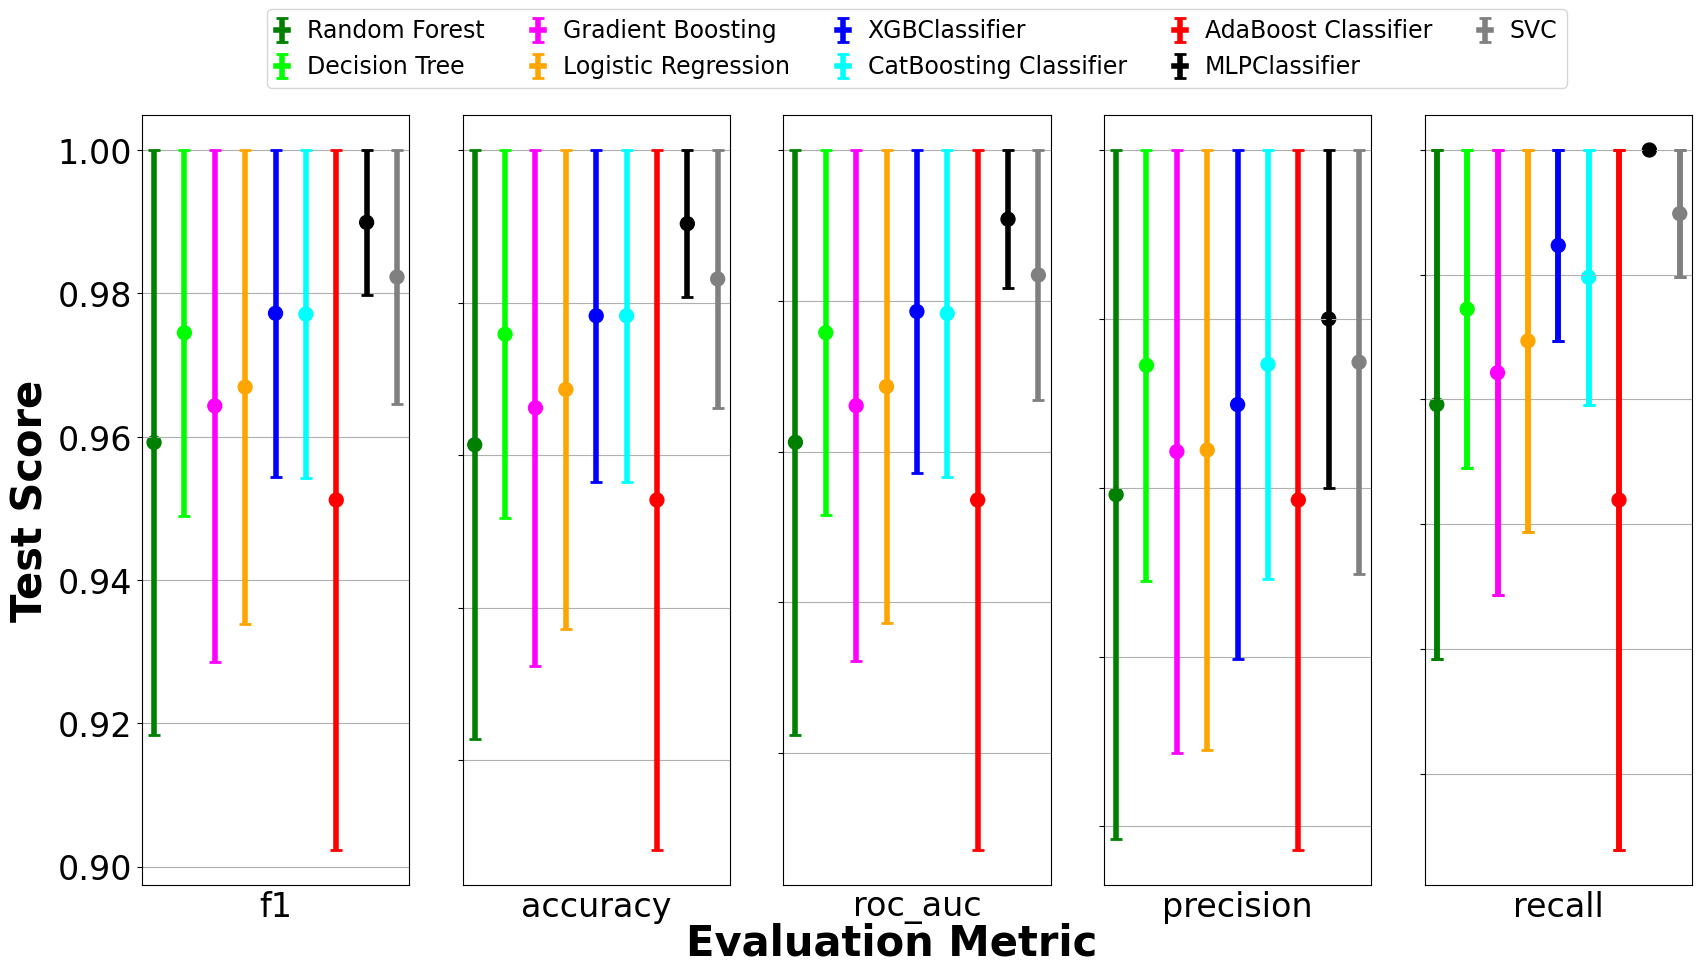 Random Forest Gradient Boosting XGBClassifier AdaBoost Classifier SVC
Decision Tree Logistic Regression CatBoosting Classifier MLPClassifier
Test Score
1.00
0.98
0.96
0.94
0.92
0.90
f1 accuracy roc_auc precision recall
Evaluation Metric